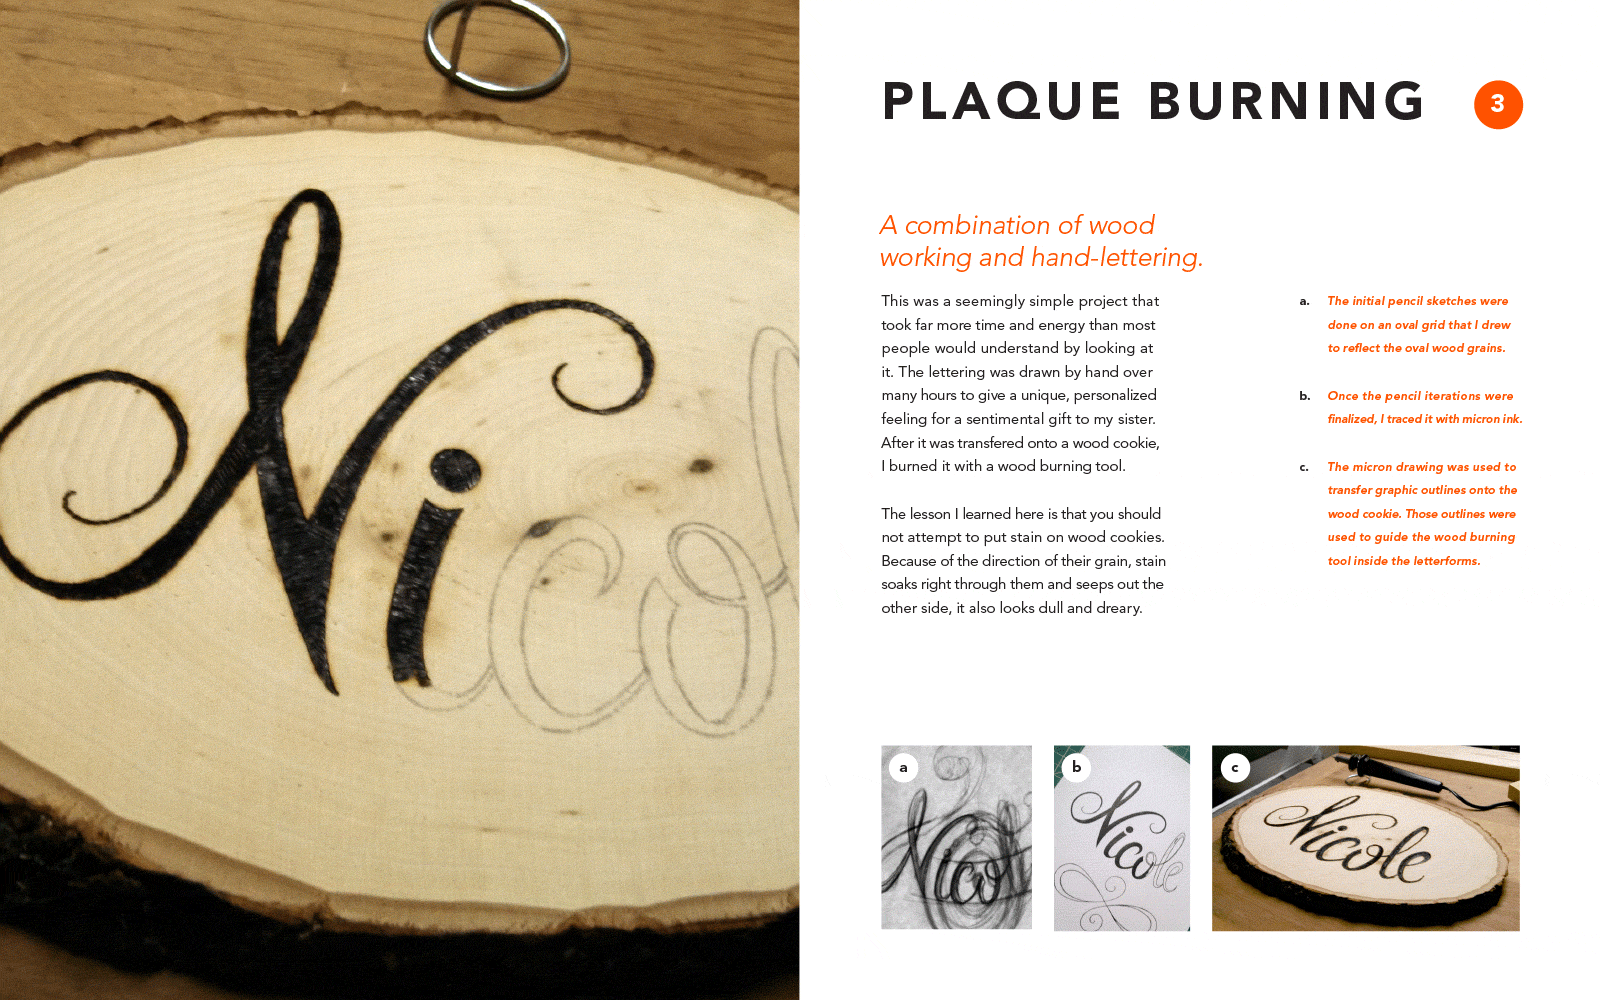 Nicol
PLAQUE BURNING
3
A combination of wood
working and hand-lettering.
This was a seemingly simple project that
took far more time and energy than most
people would understand by looking at
it. The lettering was drawn by hand over
many hours to give a unique, personalized
feeling for a sentimental gift to my sister.
After it was transfered onto a wood cookie,
I burned it with a wood burning tool.
The lesson I learned here is that you should
not attempt to put stain on wood cookies.
Because of the direction of their grain, stain
soaks right through them and seeps out the
other side, it also looks dull and dreary.
a. The initial pencil sketches were
done on an oval grid that I drew
to reflect the oval wood grains.
b. Once the pencil iterations were
finalized, I traced it with micron ink.
c. The micron drawing was used to
transfer graphic outlines onto the
wood cookie. Those outlines were
used to guide the wood burning
tool inside the letterforms.
a
Nicol
b
Nicole
c
Nicole